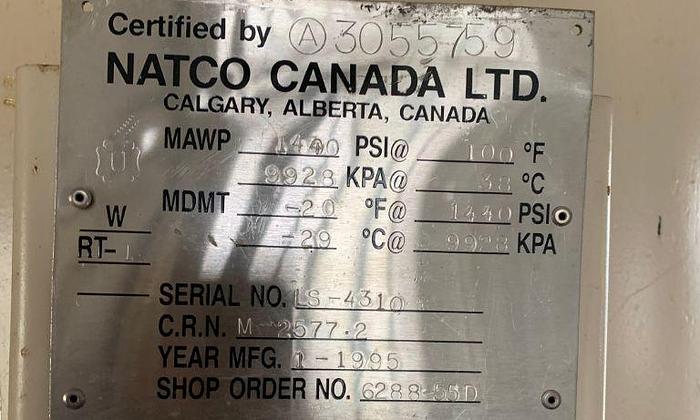 Certified by Ⓐ 3055759
NATCO CANADA LTD.
CALGARY, ALBERTA, CANADA
U
MAWP 1440 PSI@ 100 °F
9928 KPA@ 38 °C
W MDMT -20 °F@ 1440 PSI
RT-1 -29 °C@ 9928 KPA
SERIAL NO. LS-4310
C.R.N. M-2577.2
YEAR MFG. 1-1995
SHOP ORDER NO. 6288-55D